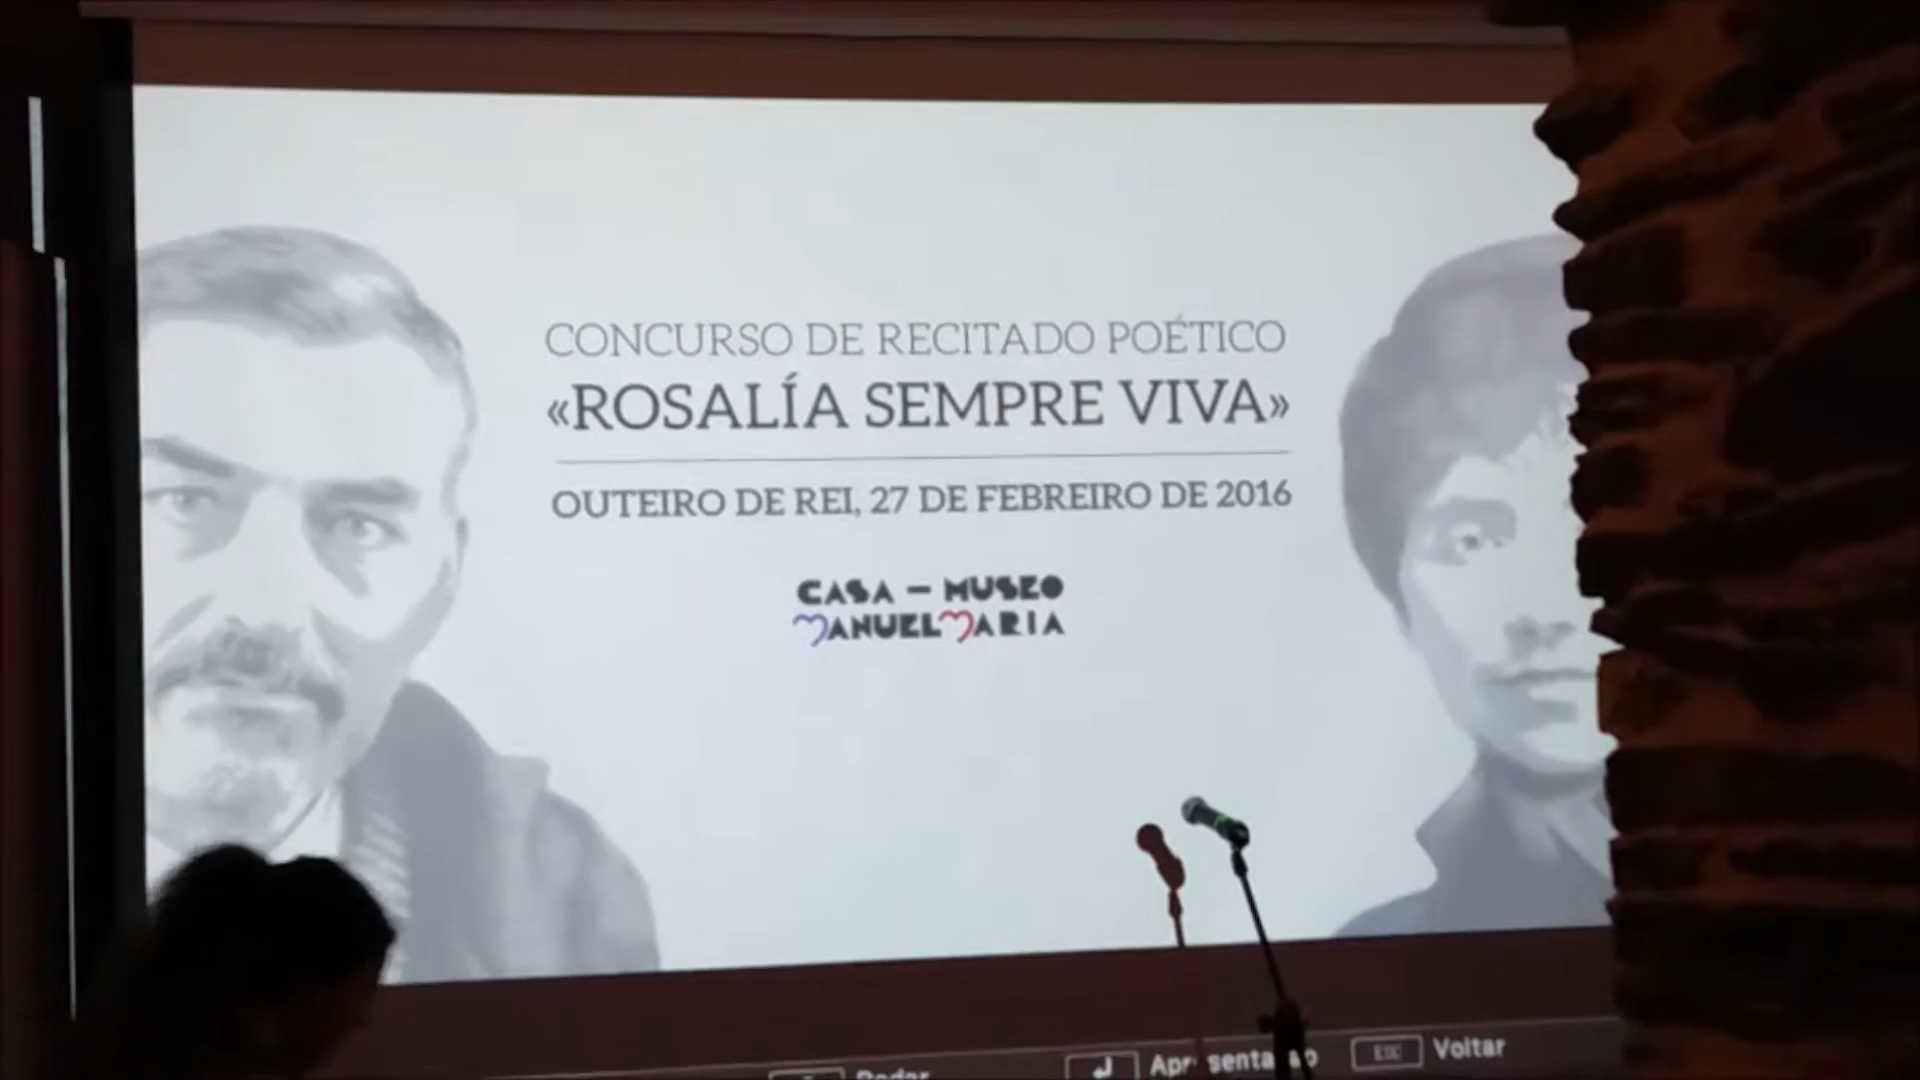 CONCURSO DE RECITADO POÉTICO
«ROSALÍA SEMPRE VIVA»
OUTEIRO DE REI, 27 DE FEBREIRO DE 2016
CASA – MUSEO
MANUEL MARIA
ESC Voltar